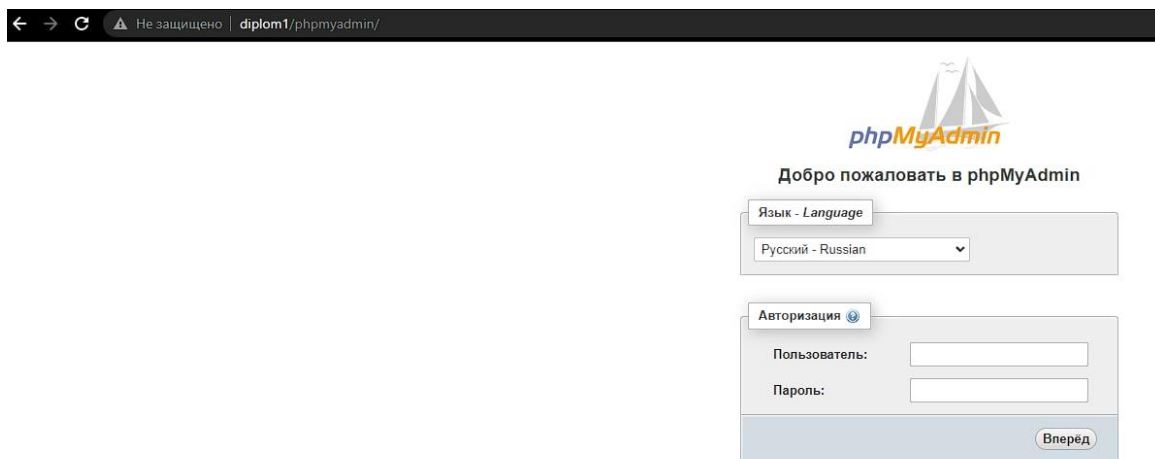 Не защищено | diplom1/phpmyadmin/
phpMyAdmin
Добро пожаловать в phpMyAdmin
Язык - Language
Русский - Russian
Авторизация
Пользователь:
Пароль:
Вперёд